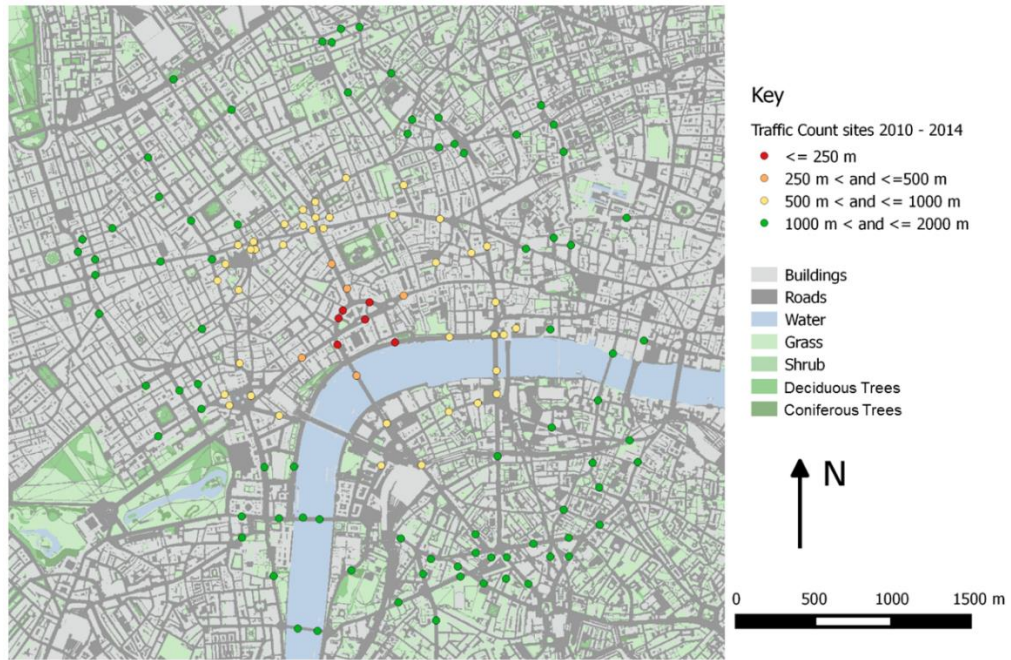 Key
Traffic Count sites 2010 - 2014
<= 250 m
250 m < and <=500 m
500 m < and <= 1000 m
1000 m < and <= 2000 m
Buildings
Roads
Water
Grass
Shrub
Deciduous Trees
Coniferous Trees
N
0 500 1000 1500 m